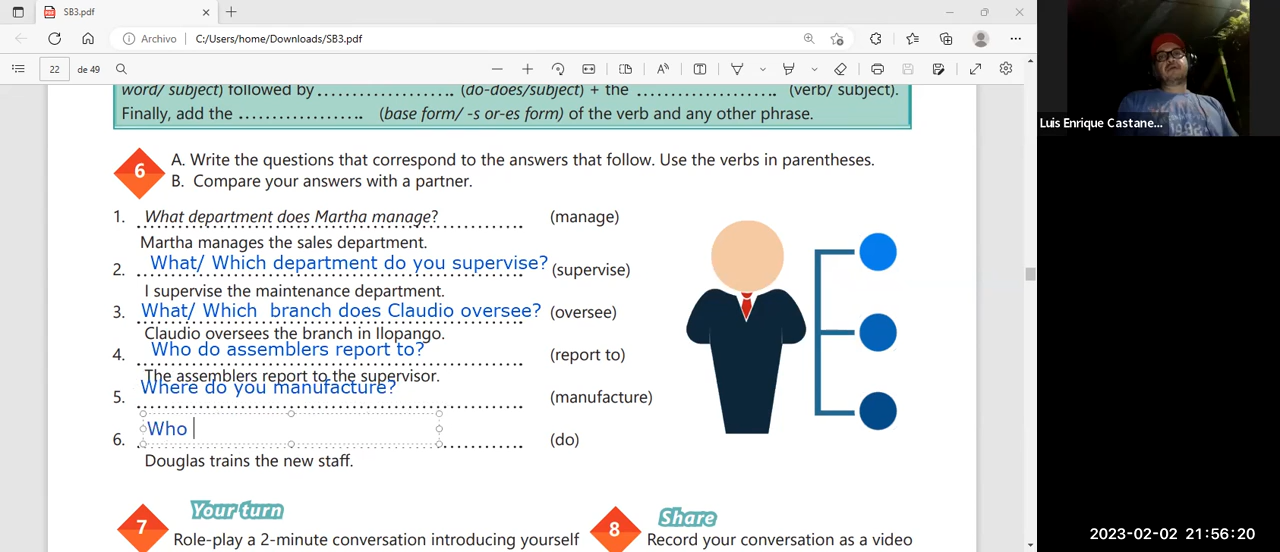 SB3.pdf
Archivo
C:/Users/home/Downloads/SB3.pdf
22 de 49
word/ subject) followed by ………………… (do-does/subject) + the ………………………. (verb/ subject).
Finally, add the ………………… (base form/ -s or-es form) of the verb and any other phrase.
6
A. Write the questions that correspond to the answers that follow. Use the verbs in parentheses.
B. Compare your answers with a partner.
1. What department does Martha manage? (manage)
Martha manages the sales department.
2. What/ Which department do you supervise? (supervise)
I supervise the maintenance department.
3. What/ Which branch does Claudio oversee? (oversee)
Claudio oversees the branch in Ilopango.
4. Who do assemblers report to? (report to)
The assemblers report to the supervisor.
5. Where do you manufacture? (manufacture)
6. Who (do)
Douglas trains the new staff.
7 Your turn
Role-play a 2-minute conversation introducing yourself
8 Share
Record your conversation as a video
Luis Enrique Castane...
2023-02-02 21:56:20